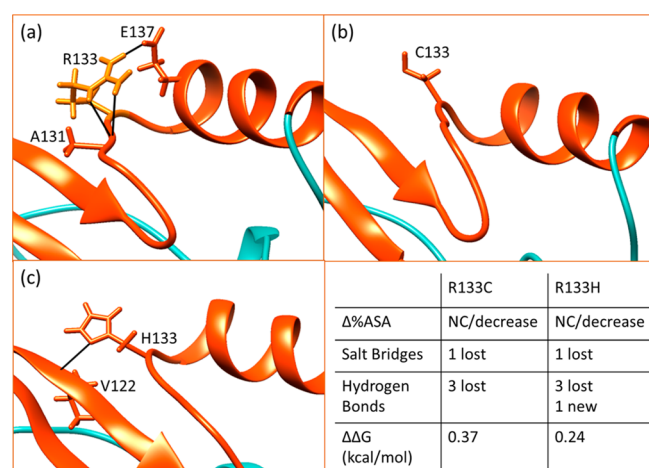 (a)
E137
R133
A131
(b)
C133
(c)
H133
V122
R133C R133H
Δ%ASA NC/decrease NC/decrease
Salt Bridges 1 lost 1 lost
Hydrogen 3 lost 3 lost
Bonds 1 new
ΔΔG 0.37 0.24
(kcal/mol)